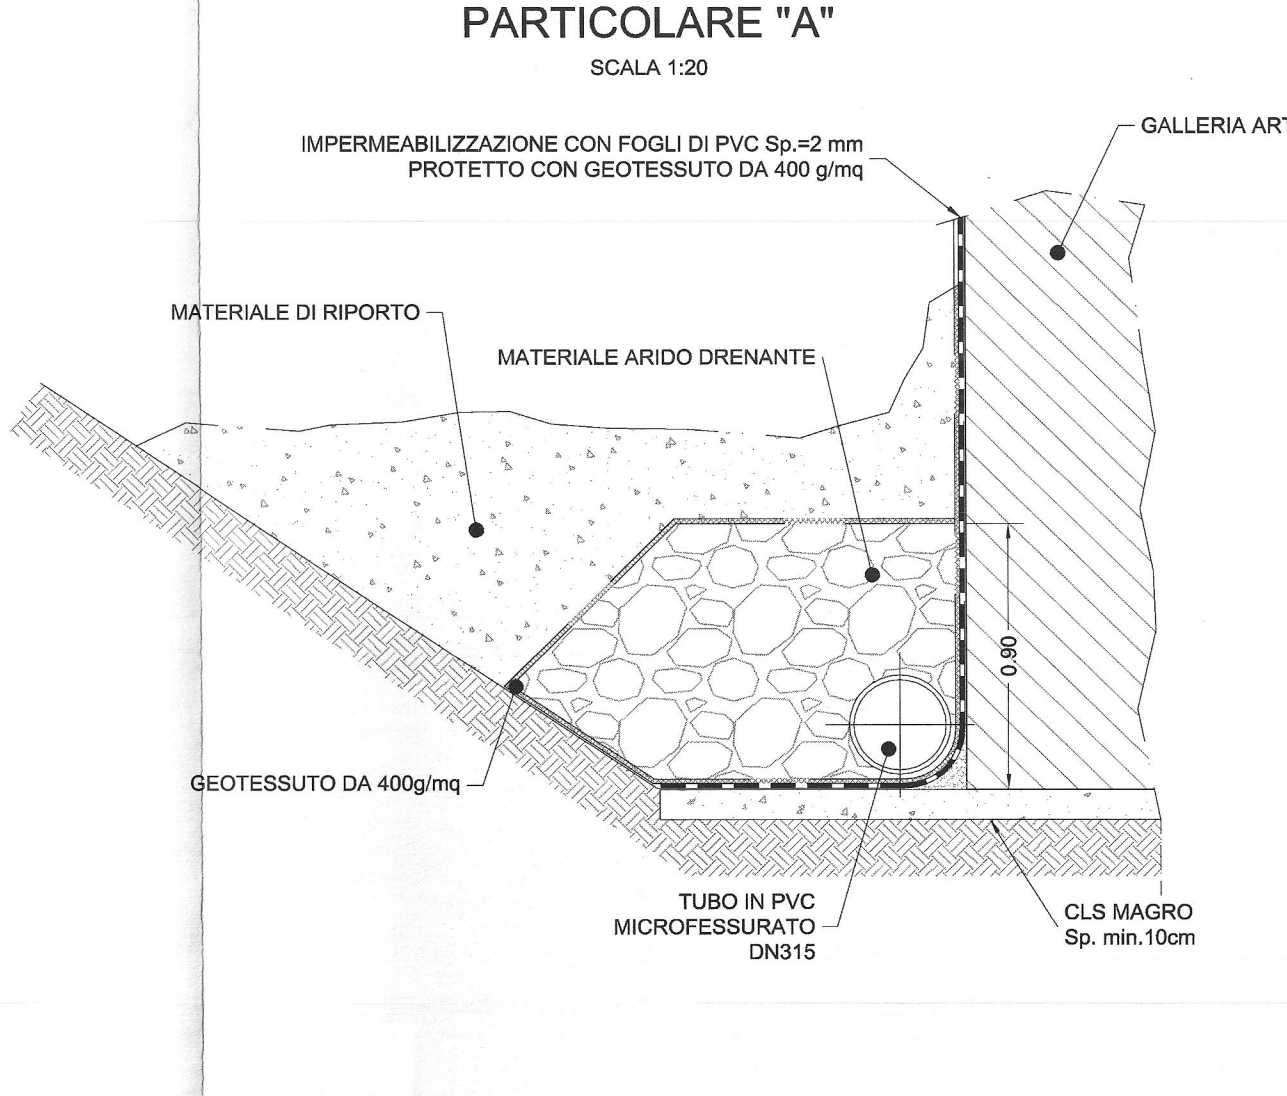 PARTICOLARE "A"
SCALA 1:20
IMPERMEABILIZZAZIONE CON FOGLI DI PVC Sp.=2 mm
PROTETTO CON GEOTESSUTO DA 400 g/mq
GALLERIA ART
MATERIALE DI RIPORTO
MATERIALE ARIDO DRENANTE
0.90
GEOTESSUTO DA 400g/mq
TUBO IN PVC
MICROFESSURATO
DN315
CLS MAGRO
Sp. min.10cm